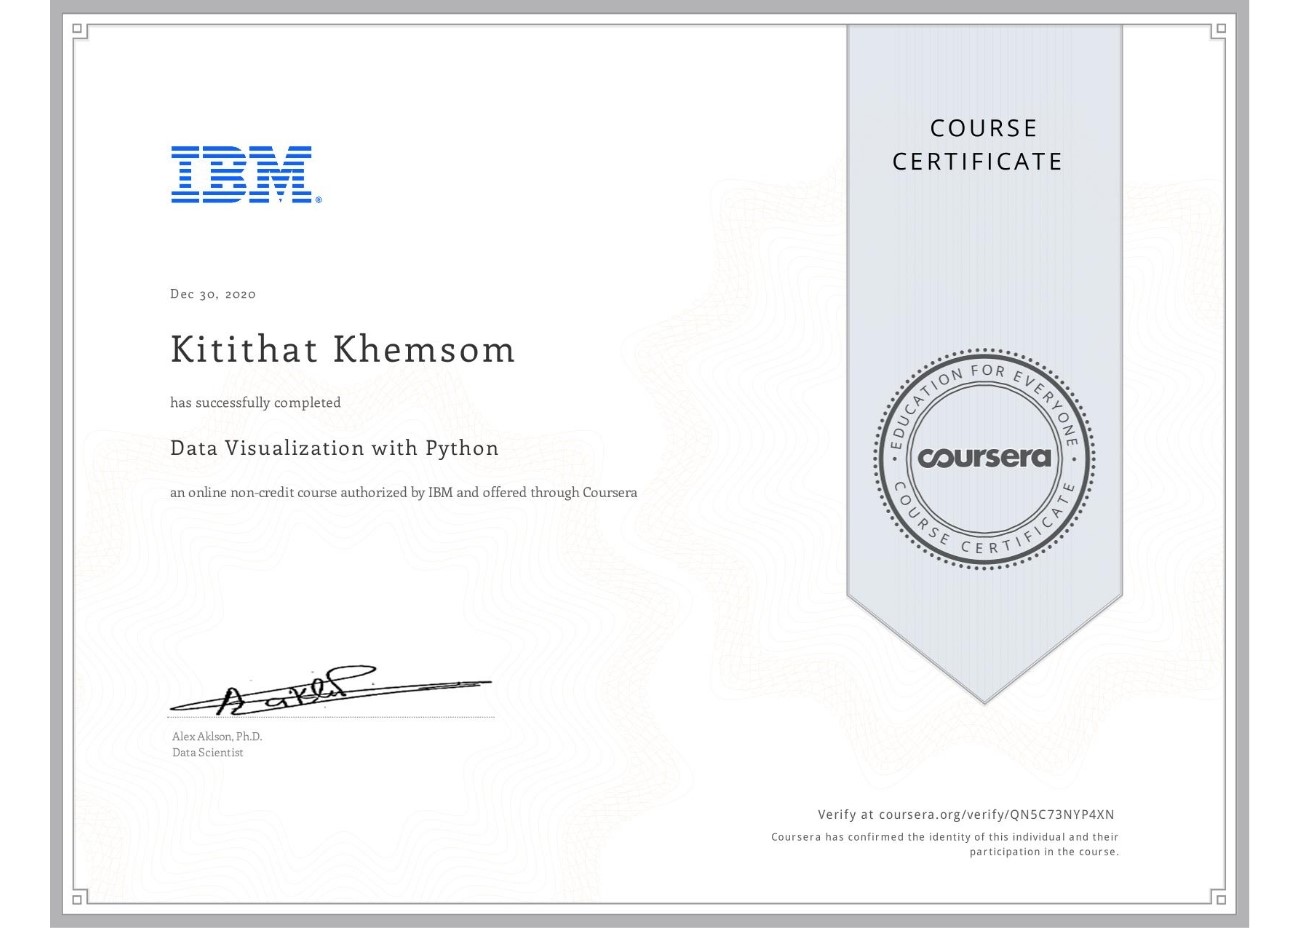 COURSE
CERTIFICATE
IBM®
Dec 30, 2020
Kitithat Khemsom
has successfully completed
Data Visualization with Python
an online non-credit course authorized by IBM and offered through Coursera
EDUCATION FOR EVERYONE
coursera
COURSE CERTIFICATE
Alex Aklson, Ph.D.
Data Scientist
Verify at coursera.org/verify/QN5C73NYP4XN
Coursera has confirmed the identity of this individual and their
participation in the course.